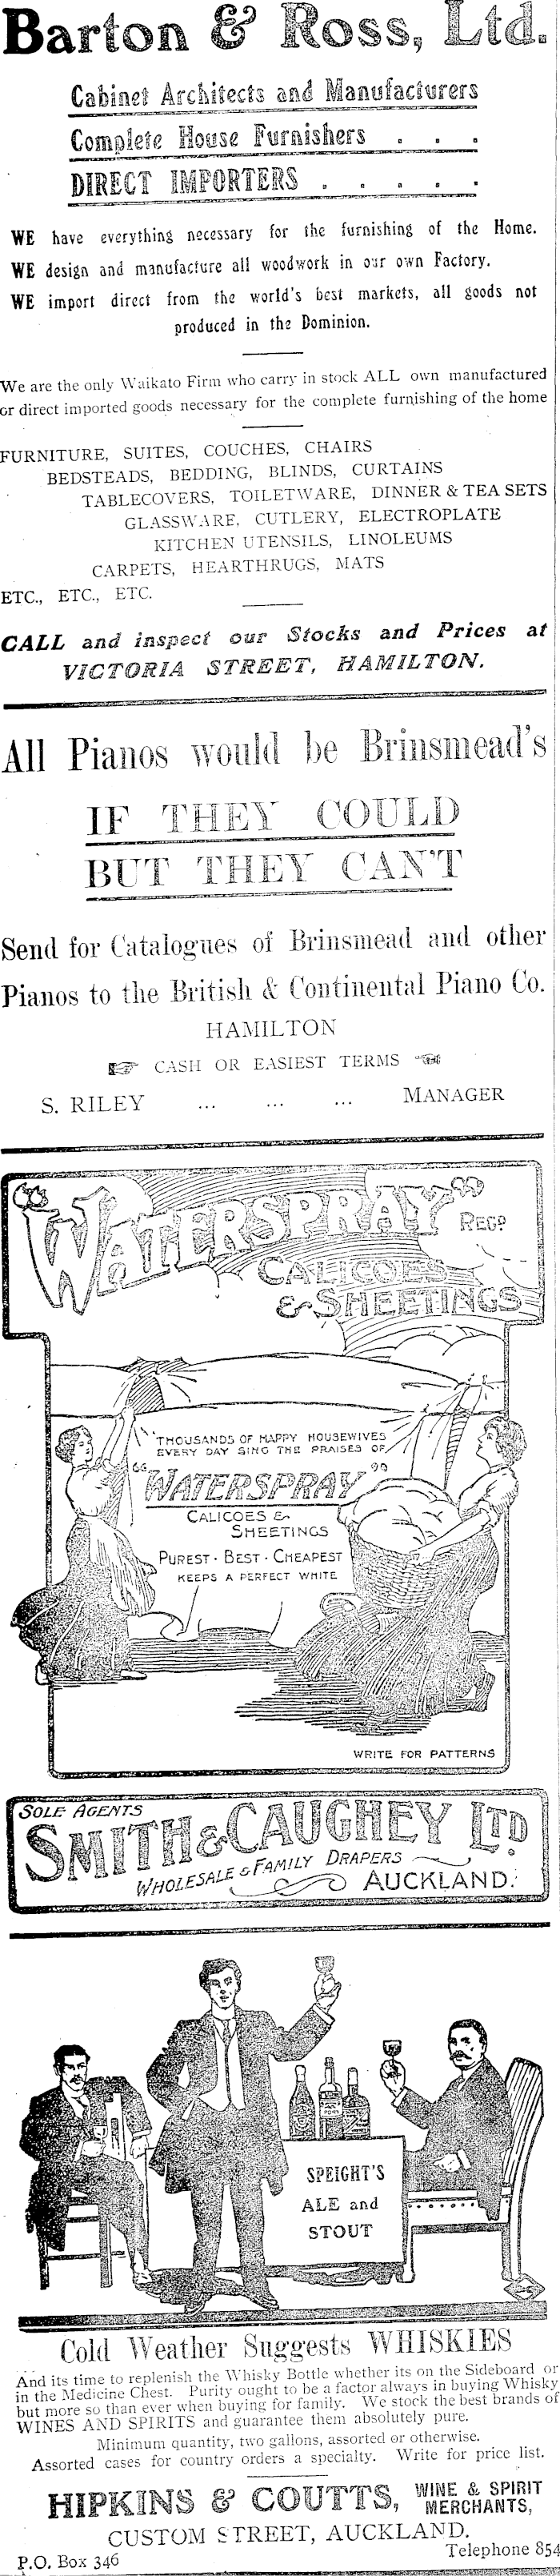 Barton & Ross, Ltd.
Cabinet Architects and Manufacturers
Complete House Furnishers . . .
DIRECT IMPORTERS . . . . .
WE have everything necessary for the furnishing of the Home.
WE design and manufacture all woodwork in our own Factory.
WE import direct from the world's best markets, all goods not
produced in the Dominion.
We are the only Waikato Firm who carry in stock ALL own manufactured
or direct imported goods necessary for the complete furnishing of the home
FURNITURE, SUITES, COUCHES, CHAIRS
BEDSTEADS, BEDDING, BLINDS, CURTAINS
TABLECOVERS, TOILETWARE, DINNER & TEA SETS
GLASSWARE, CUTLERY, ELECTROPLATE
KITCHEN UTENSILS, LINOLEUMS
CARPETS, HEARTHRUGS, MATS
ETC., ETC., ETC.
CALL and inspect our Stocks and Prices at
VICTORIA STREET, HAMILTON.
All Pianos would be Brinsmead's
IF THEY COULD
BUT THEY CAN'T
Send for Catalogues of Brinsmead and other
Pianos to the British & Continental Piano Co.
HAMILTON
☞ CASH OR EASIEST TERMS ☜
S. RILEY ... ... ... MANAGER
"WATERSPRAY" REGD
CALICOES
& SHEETINGS
THOUSANDS OF HAPPY HOUSEWIVES
EVERY DAY SING THE PRAISES OF
"WATERSPRAY"
CALICOES &
SHEETINGS
PUREST · BEST · CHEAPEST
KEEPS A PERFECT WHITE
WRITE FOR PATTERNS
SOLE AGENTS
SMITH & CAUGHEY LTD.
WHOLESALE & FAMILY DRAPERS
AUCKLAND.
SPEIGHT'S
ALE and
STOUT
Cold Weather Suggests WHISKIES
And its time to replenish the Whisky Bottle whether its on the Sideboard or
in the Medicine Chest. Purity ought to be a factor always in buying Whisky
but more so than ever when buying for family. We stock the best brands of
WINES AND SPIRITS and guarantee them absolutely pure.
Minimum quantity, two gallons, assorted or otherwise.
Assorted cases for country orders a specialty. Write for price list.
HIPKINS & COUTTS, WINE & SPIRIT
MERCHANTS,
CUSTOM STREET, AUCKLAND.
P.O. Box 346 Telephone 854